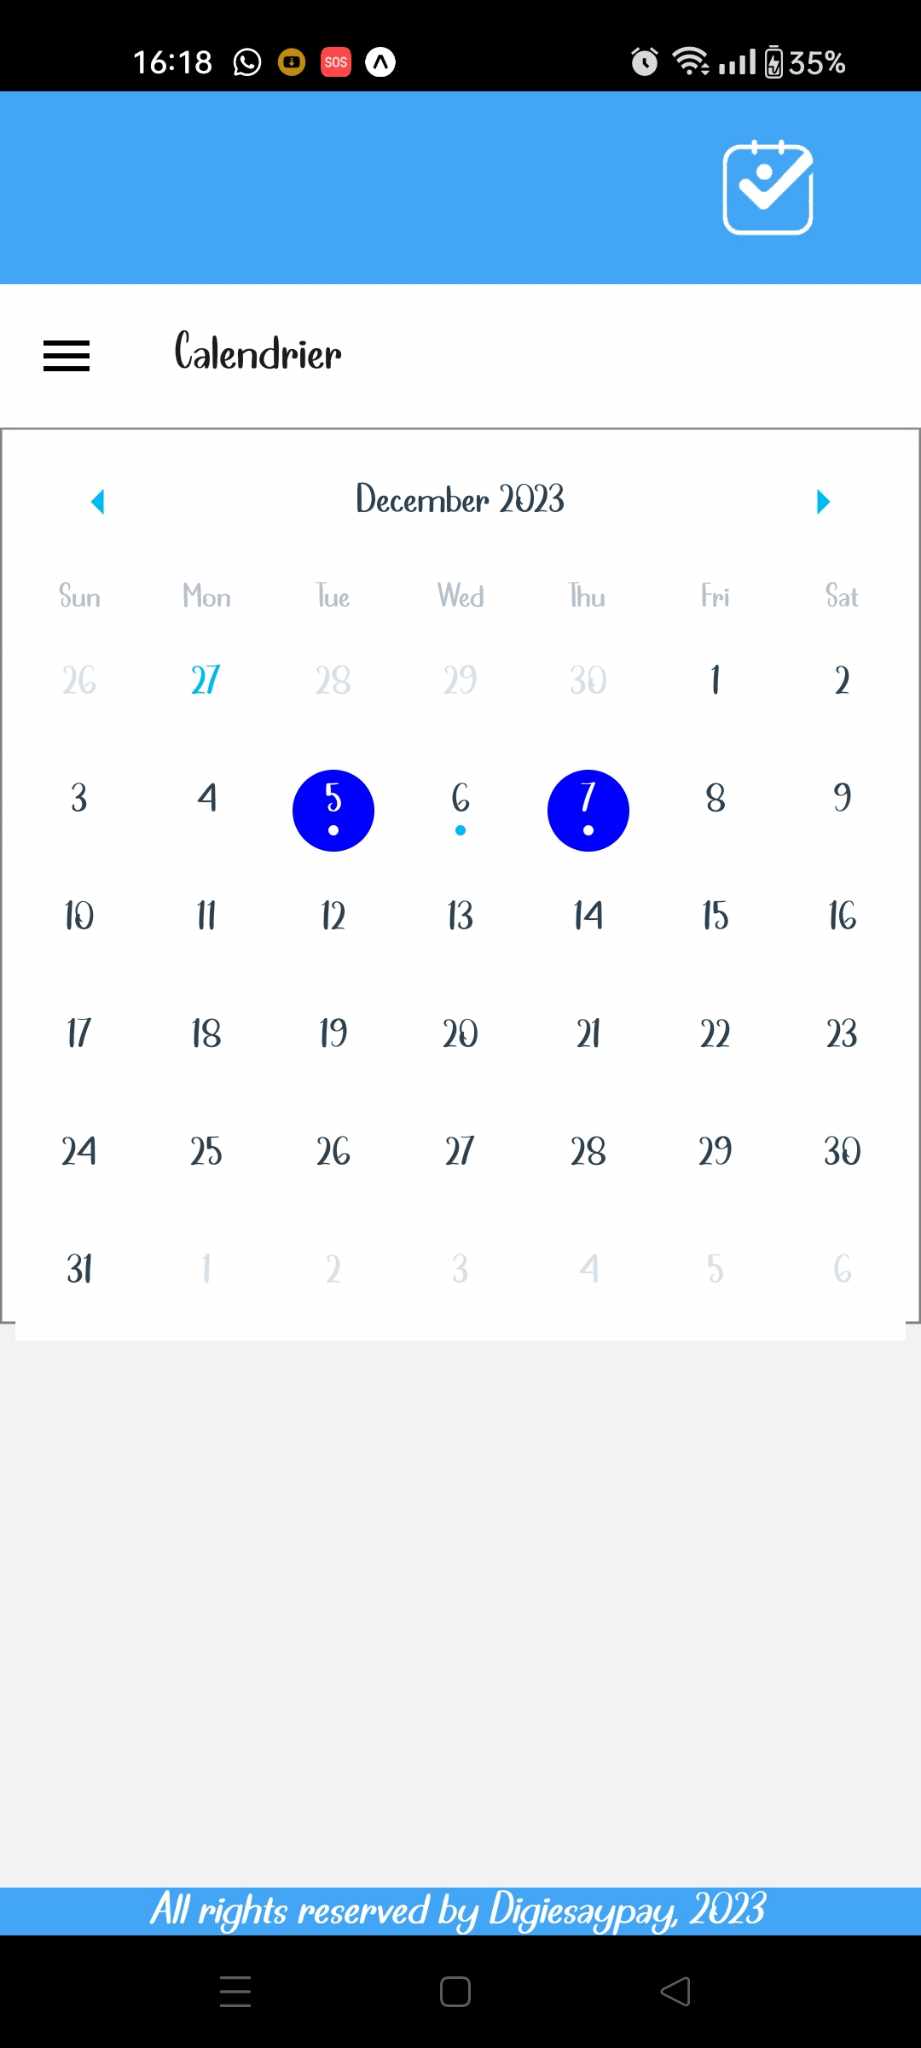 16:18 SOS 35%
Calendrier
December 2023
Sun Mon Tue Wed Thu Fri Sat
26 27 28 29 30 1 2
3 4 5 6 7 8 9
10 11 12 13 14 15 16
17 18 19 20 21 22 23
24 25 26 27 28 29 30
31 1 2 3 4 5 6
All rights reserved by Digiesaypay, 2023